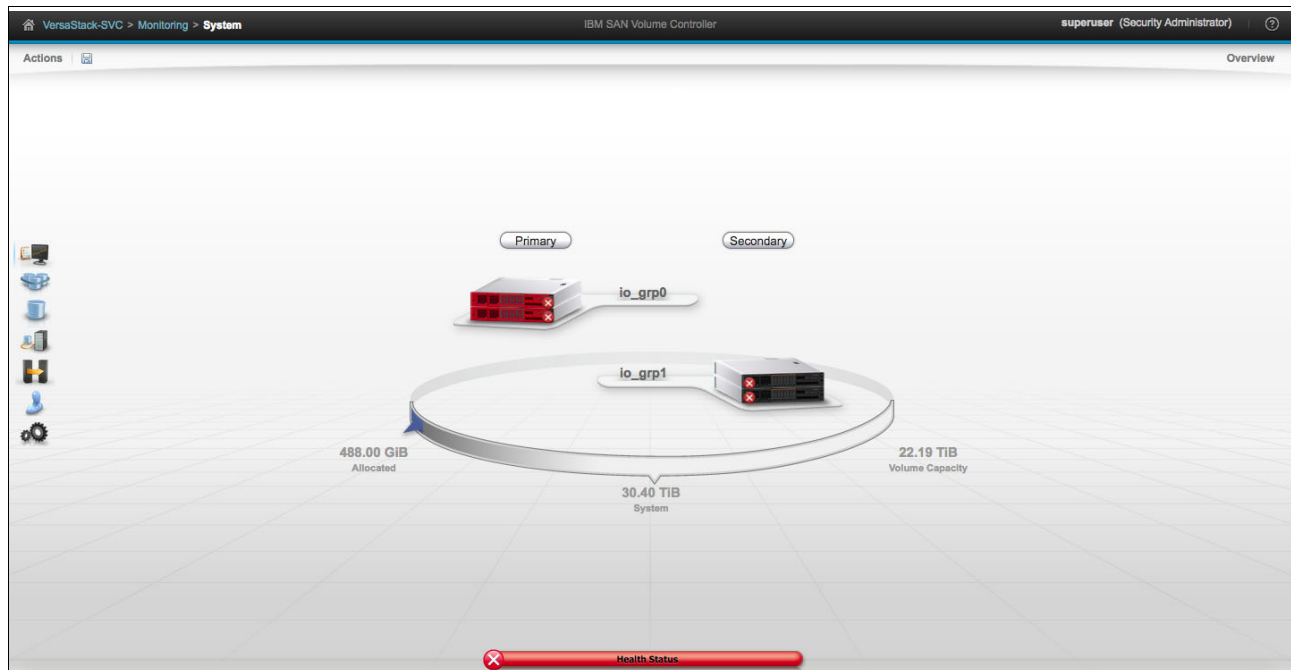 VersaStack-SVC > Monitoring > System
IBM SAN Volume Controller
superuser (Security Administrator)
?
Actions
Overview
Primary
Secondary
io_grp0
io_grp1
488.00 GiB
Allocated
22.19 TiB
Volume Capacity
30.40 TiB
System
Health Status